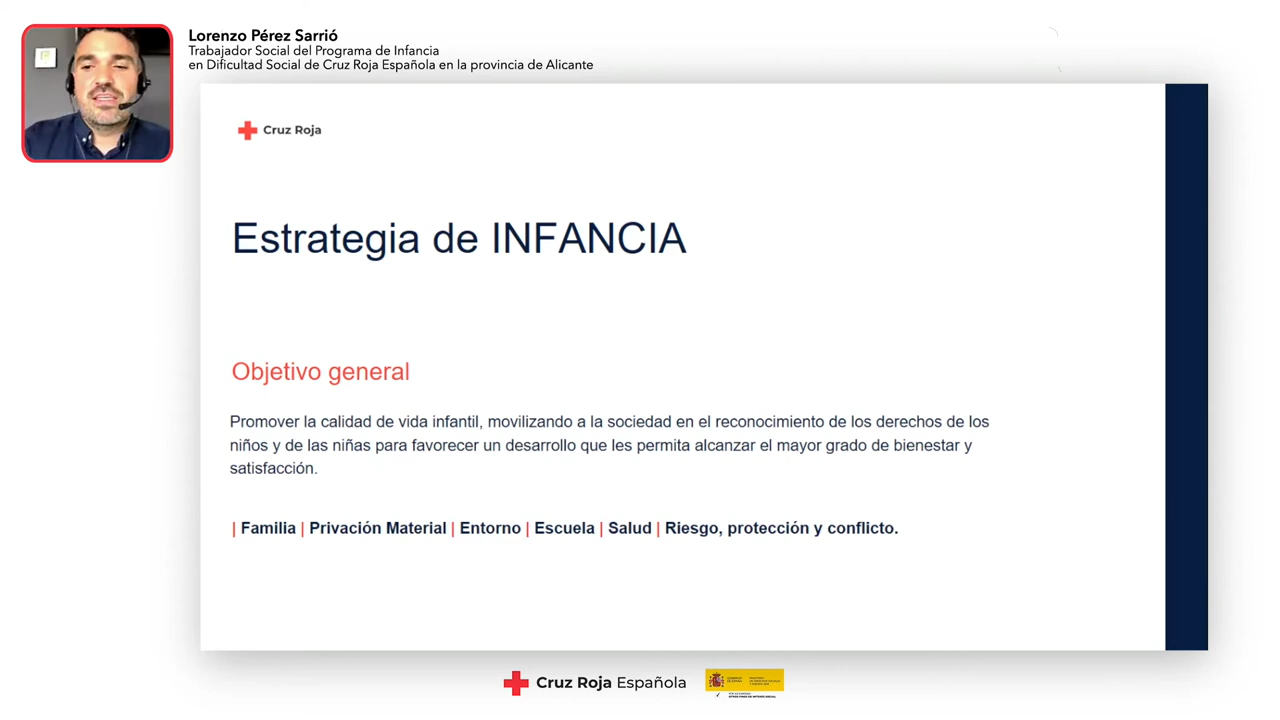 Lorenzo Pérez Sarrió
Trabajador Social del Programa de Infancia
en Dificultad Social de Cruz Roja Española en la provincia de Alicante
Cruz Roja
Estrategia de INFANCIA
Objetivo general
Promover la calidad de vida infantil, movilizando a la sociedad en el reconocimiento de los derechos de los
niños y de las niñas para favorecer un desarrollo que les permita alcanzar el mayor grado de bienestar y
satisfacción.
| Familia | Privación Material | Entorno | Escuela | Salud | Riesgo, protección y conflicto.
Cruz Roja Española